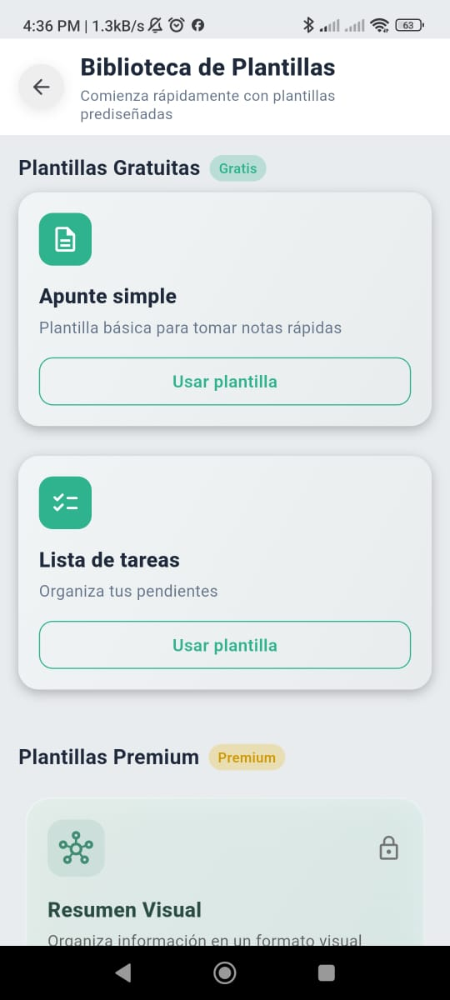 4:36 PM | 1.3kB/s
63
Biblioteca de Plantillas
Comienza rápidamente con plantillas
prediseñadas
Plantillas Gratuitas
Gratis
Apunte simple
Plantilla básica para tomar notas rápidas
Usar plantilla
Lista de tareas
Organiza tus pendientes
Usar plantilla
Plantillas Premium
Premium
Resumen Visual
Organiza información en un formato visual